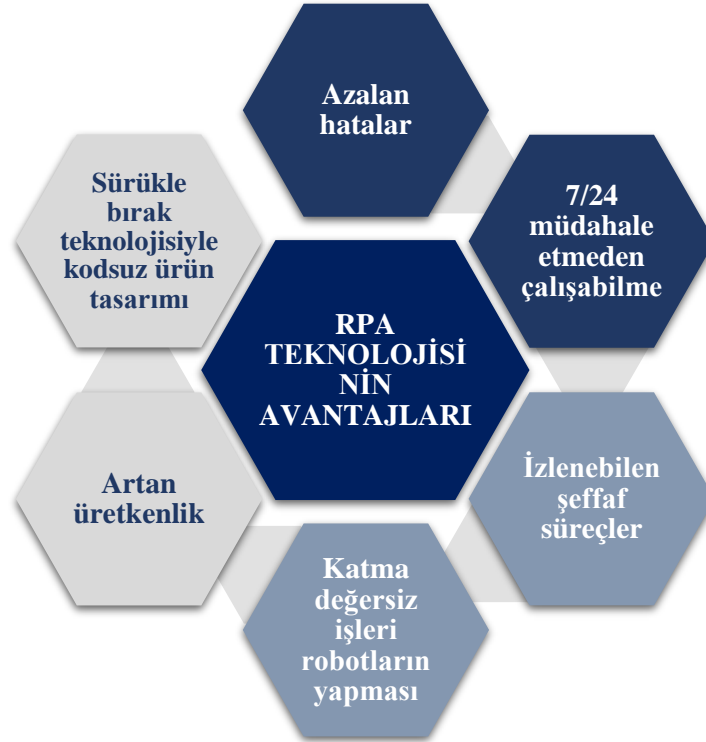 Azalan
hatalar
7/24
müdahale
etmeden
çalışabilme
İzlenebilen
şeffaf
süreçler
Katma
değersiz
işleri
robotların
yapması
Artan
üretkenlik
Sürükle
bırak
teknolojisiyle
kodsuz ürün
tasarımı
RPA
TEKNOLOJİSİ
NİN
AVANTAJLARI